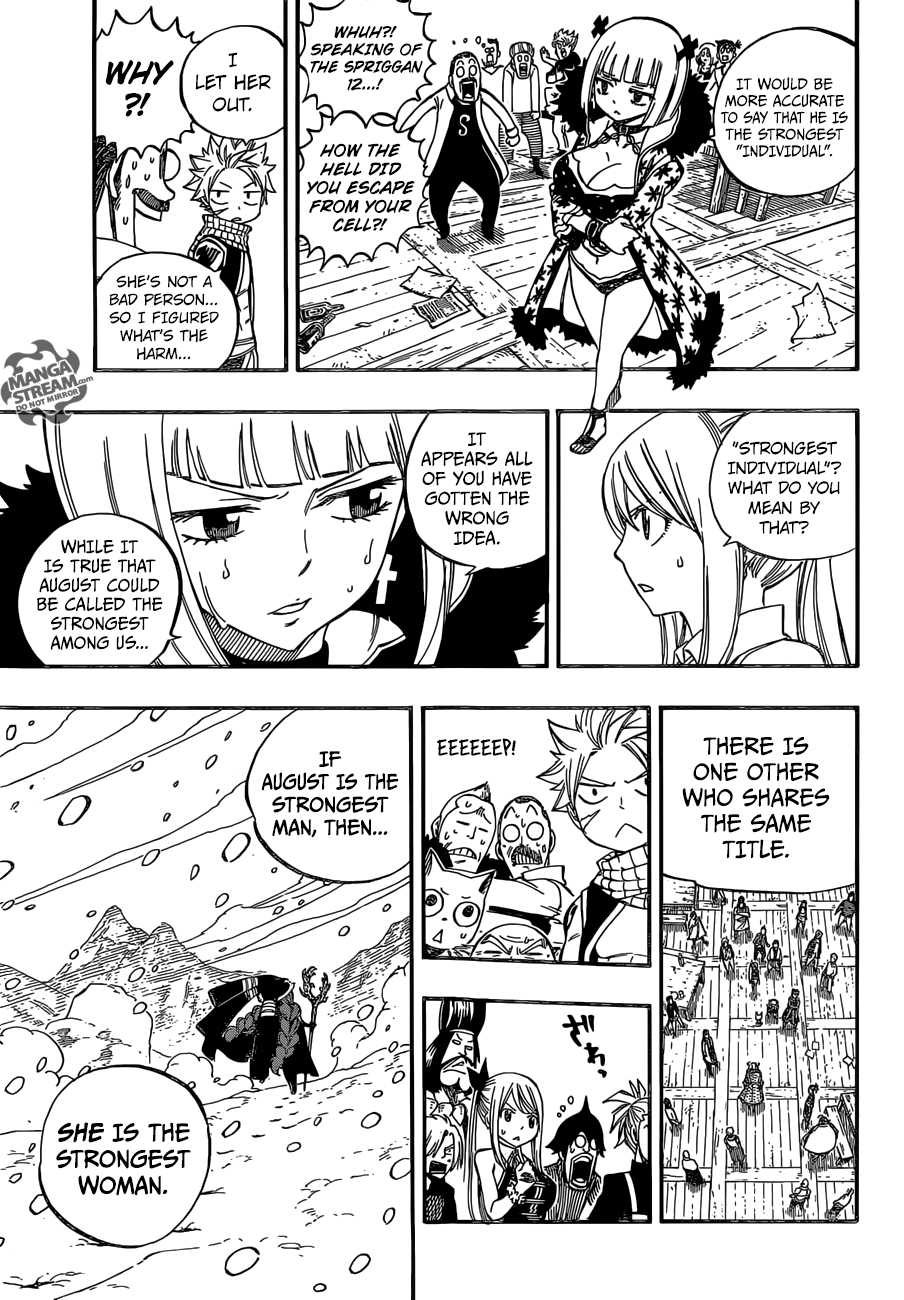 IT WOULD BE
MORE ACCURATE
TO SAY THAT HE IS
THE STRONGEST
"INDIVIDUAL".
WHUH?!
SPEAKING OF
THE SPRIGGAN
12...!
HOW THE
HELL DID
YOU ESCAPE
FROM YOUR
CELL?!
S
I
LET HER
OUT.
WHY
?!
SHE'S NOT A
BAD PERSON...
SO I FIGURED
WHAT'S THE
HARM...
MANGA
STREAM.com
DO NOT MIRROR
"STRONGEST
INDIVIDUAL"?
WHAT DO YOU
MEAN BY
THAT?
IT
APPEARS ALL
OF YOU HAVE
GOTTEN THE
WRONG
IDEA.
WHILE IT
IS TRUE THAT
AUGUST COULD
BE CALLED THE
STRONGEST
AMONG US...
THERE IS
ONE OTHER
WHO SHARES
THE SAME
TITLE.
EEEEEEP!
ざわっ
IF
AUGUST IS THE
STRONGEST
MAN, THEN...
SHE IS THE
STRONGEST
WOMAN.